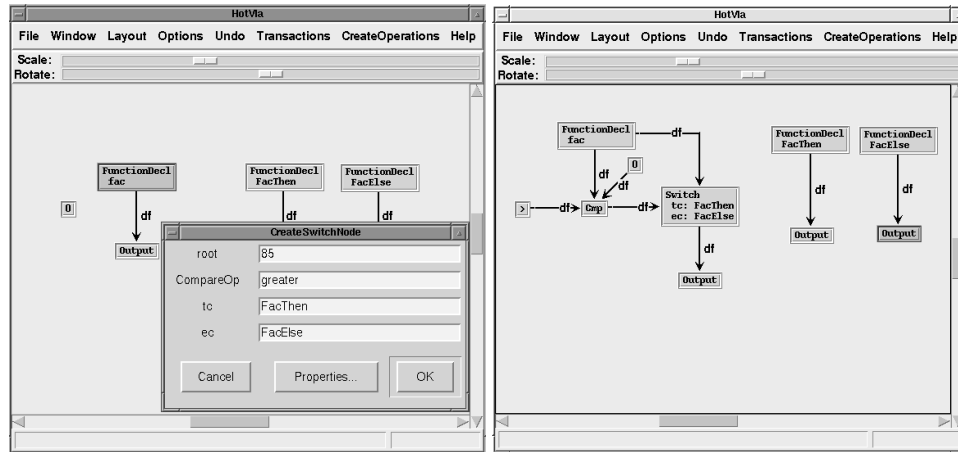 HotVla
File Window Layout Options Undo Transactions CreateOperations Help
Scale:
Rotate:
FunctionDecl
fac
FunctionDecl
FacThen
FunctionDecl
FacElse
0
df
df
df
Output
CreateSwitchNode
root 85
CompareOp greater
tc FacThen
ec FacElse
Cancel Properties... OK
HotVla
File Window Layout Options Undo Transactions CreateOperations Help
Scale:
Rotate:
FunctionDecl
fac
df
FunctionDecl
FacThen
FunctionDecl
FacElse
0
df
df
df
df
> df Cmp df
Switch
tc: FacThen
ec: FacElse
Output
Output
df
Output